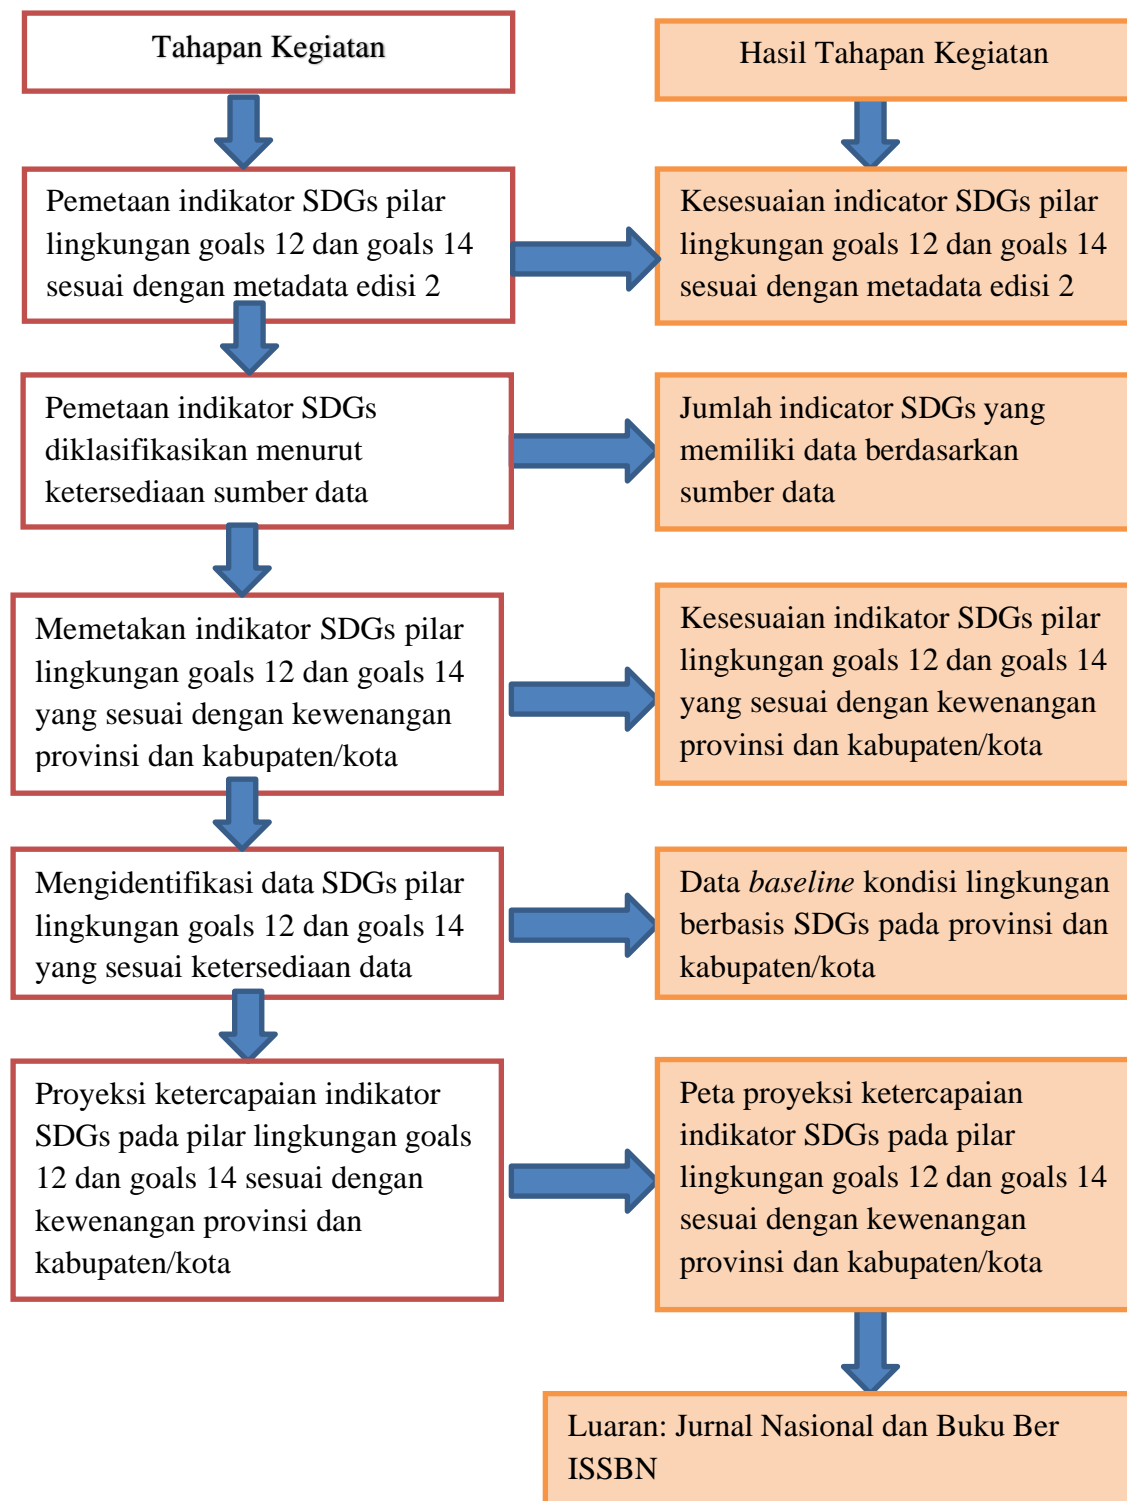 Tahapan Kegiatan
Hasil Tahapan Kegiatan
Pemetaan indikator SDGs pilar
lingkungan goals 12 dan goals 14
sesuai dengan metadata edisi 2
Kesesuaian indicator SDGs pilar
lingkungan goals 12 dan goals 14
sesuai dengan metadata edisi 2
Pemetaan indikator SDGs
diklasifikasikan menurut
ketersediaan sumber data
Jumlah indicator SDGs yang
memiliki data berdasarkan
sumber data
Memetakan indikator SDGs pilar
lingkungan goals 12 dan goals 14
yang sesuai dengan kewenangan
provinsi dan kabupaten/kota
Kesesuaian indikator SDGs pilar
lingkungan goals 12 dan goals 14
yang sesuai dengan kewenangan
provinsi dan kabupaten/kota
Mengidentifikasi data SDGs pilar
lingkungan goals 12 dan goals 14
yang sesuai ketersediaan data
Data baseline kondisi lingkungan
berbasis SDGs pada provinsi dan
kabupaten/kota
Proyeksi ketercapaian indikator
SDGs pada pilar lingkungan goals
12 dan goals 14 sesuai dengan
kewenangan provinsi dan
kabupaten/kota
Peta proyeksi ketercapaian
indikator SDGs pada pilar
lingkungan goals 12 dan goals 14
sesuai dengan kewenangan
provinsi dan kabupaten/kota
Luaran: Jurnal Nasional dan Buku Ber
ISSBN